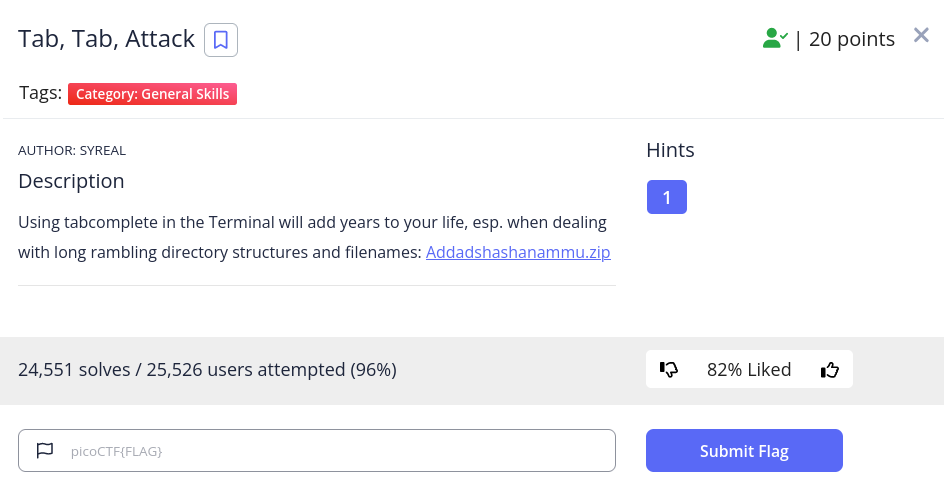 Tab, Tab, Attack
| 20 points
Tags: Category: General Skills
AUTHOR: SYREAL
Description
Using tabcomplete in the Terminal will add years to your life, esp. when dealing
with long rambling directory structures and filenames: Addadshashanammu.zip
Hints
1
24,551 solves / 25,526 users attempted (96%)
82% Liked
picoCTF{FLAG}
Submit Flag